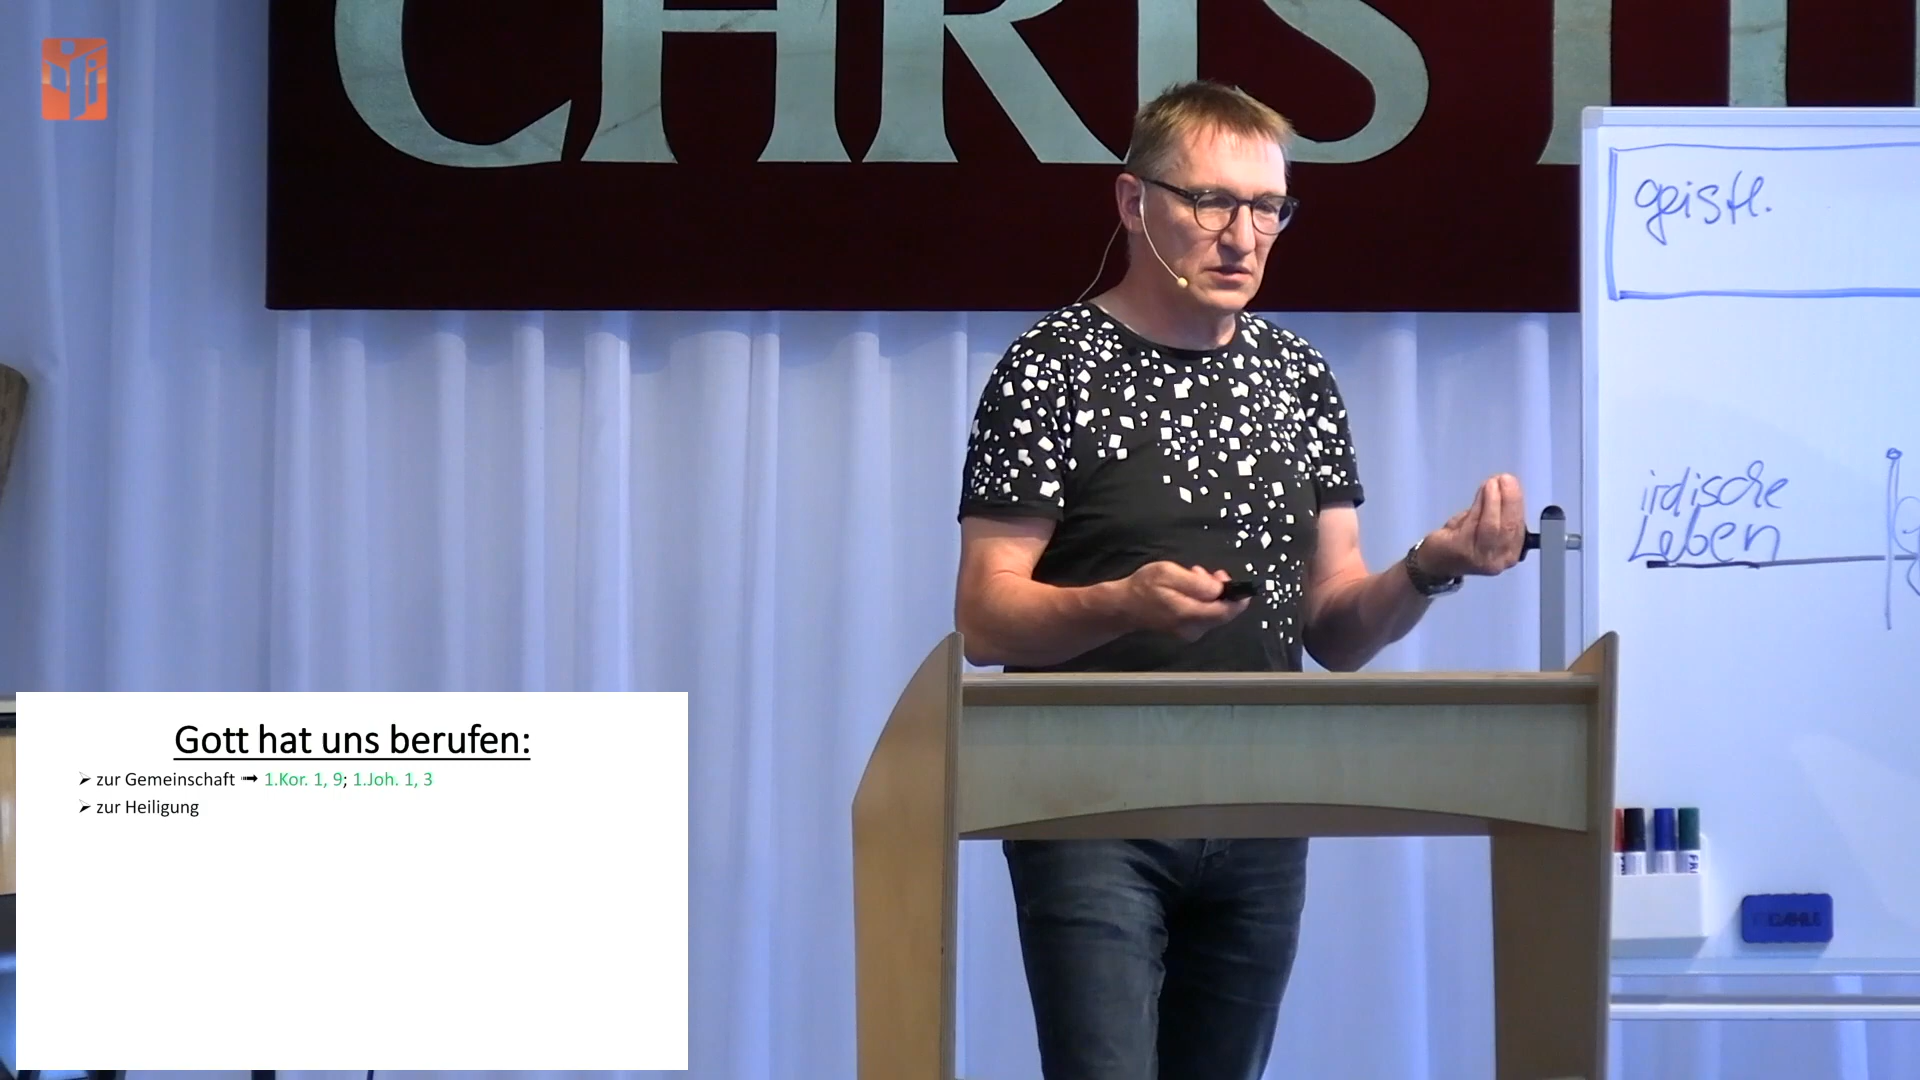 CHRISTU
geistl.
irdische
Leben
Gott hat uns berufen:
➢ zur Gemeinschaft ➟ 1.Kor. 1, 9; 1.Joh. 1, 3
➢ zur Heiligung